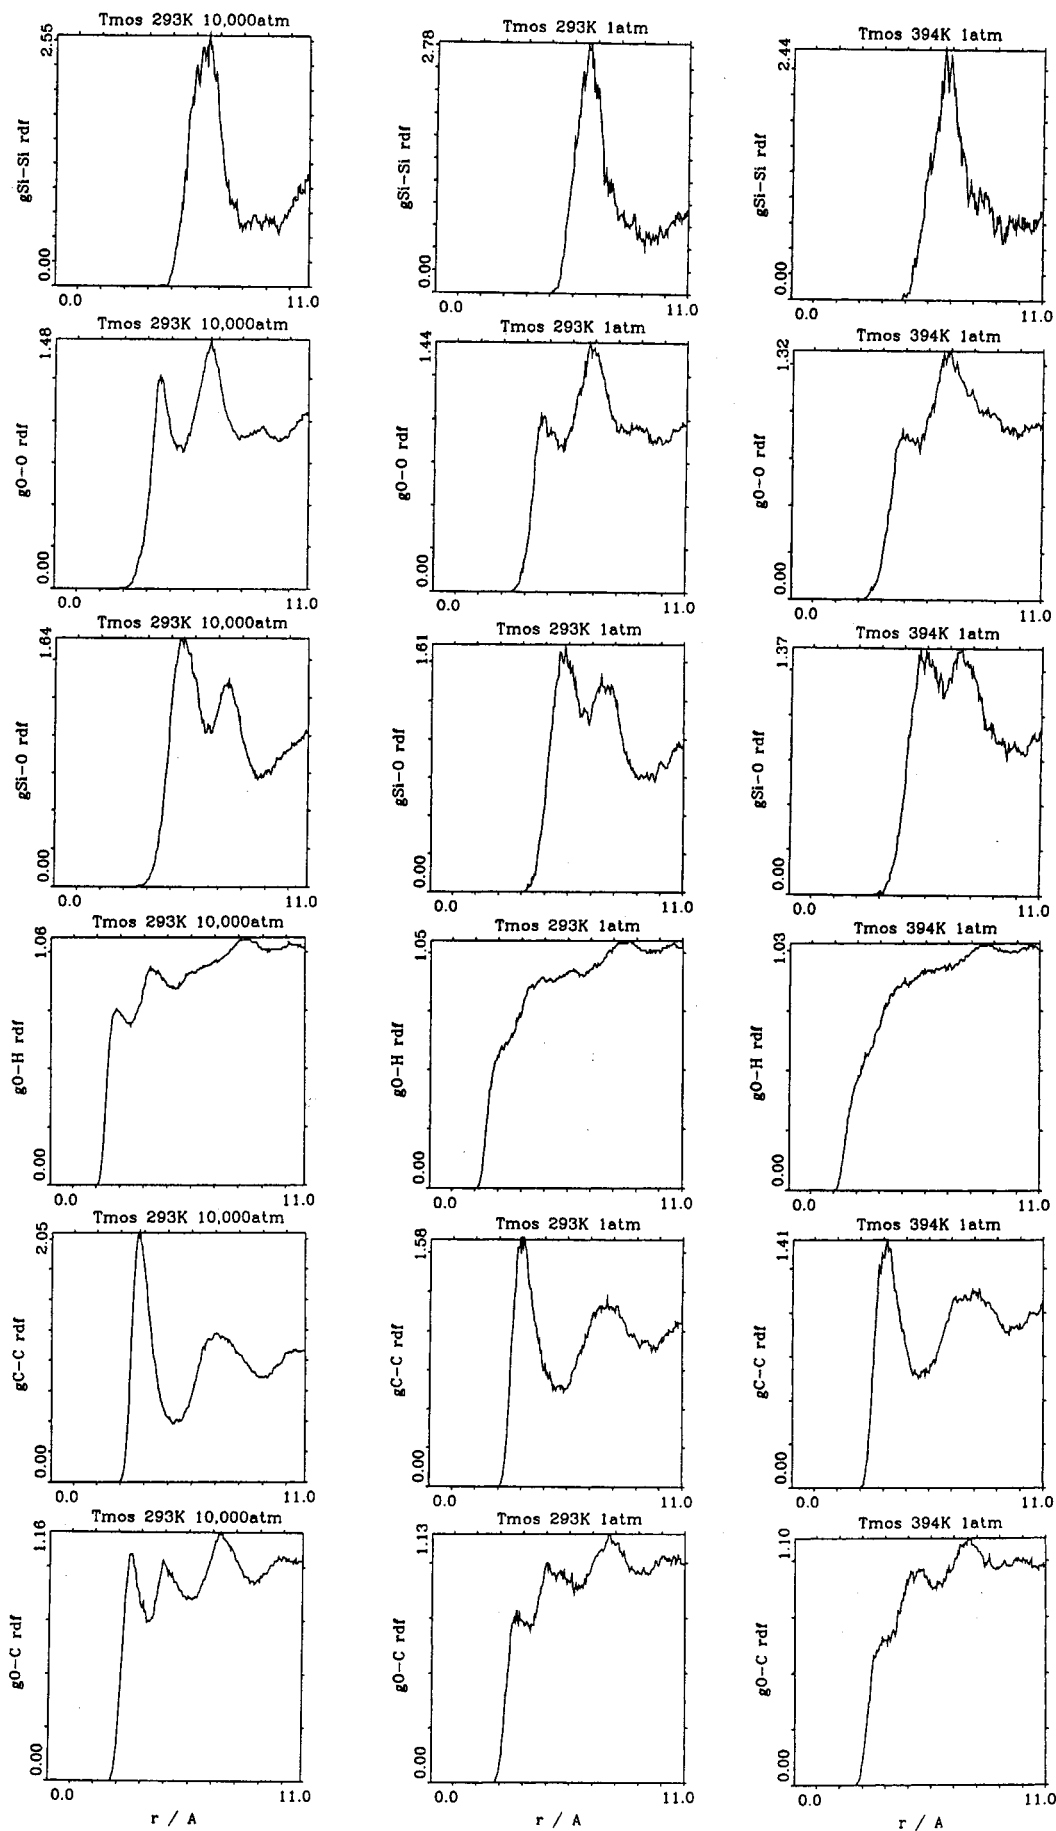 Tmos 293K 10,000atm
2.55
gSi-Si rdf
0.00
0.0
11.0
Tmos 293K 1atm
2.78
gSi-Si rdf
0.00
0.0
11.0
Tmos 394K 1atm
2.44
gSi-Si rdf
0.00
0.0
11.0
Tmos 293K 10,000atm
1.48
gO-O rdf
0.00
0.0
11.0
Tmos 293K 1atm
1.44
gO-O rdf
0.00
0.0
11.0
Tmos 394K 1atm
1.32
gO-O rdf
0.00
0.0
11.0
Tmos 293K 10,000atm
1.64
gSi-O rdf
0.00
0.0
11.0
Tmos 293K 1atm
1.61
gSi-O rdf
0.00
0.0
11.0
Tmos 394K 1atm
1.37
gSi-O rdf
0.00
0.0
11.0
Tmos 293K 10,000atm
1.06
gO-H rdf
0.00
0.0
11.0
Tmos 293K 1atm
1.05
gO-H rdf
0.00
0.0
11.0
Tmos 394K 1atm
1.03
gO-H rdf
0.00
0.0
11.0
Tmos 293K 10,000atm
2.05
gC-C rdf
0.00
0.0
11.0
Tmos 293K 1atm
1.58
gC-C rdf
0.00
0.0
11.0
Tmos 394K 1atm
1.41
gC-C rdf
0.00
0.0
11.0
Tmos 293K 10,000atm
1.16
gO-C rdf
0.00
0.0
11.0
r / A
Tmos 293K 1atm
1.13
gO-C rdf
0.00
0.0
11.0
r / A
Tmos 394K 1atm
1.10
gO-C rdf
0.00
0.0
11.0
r / A